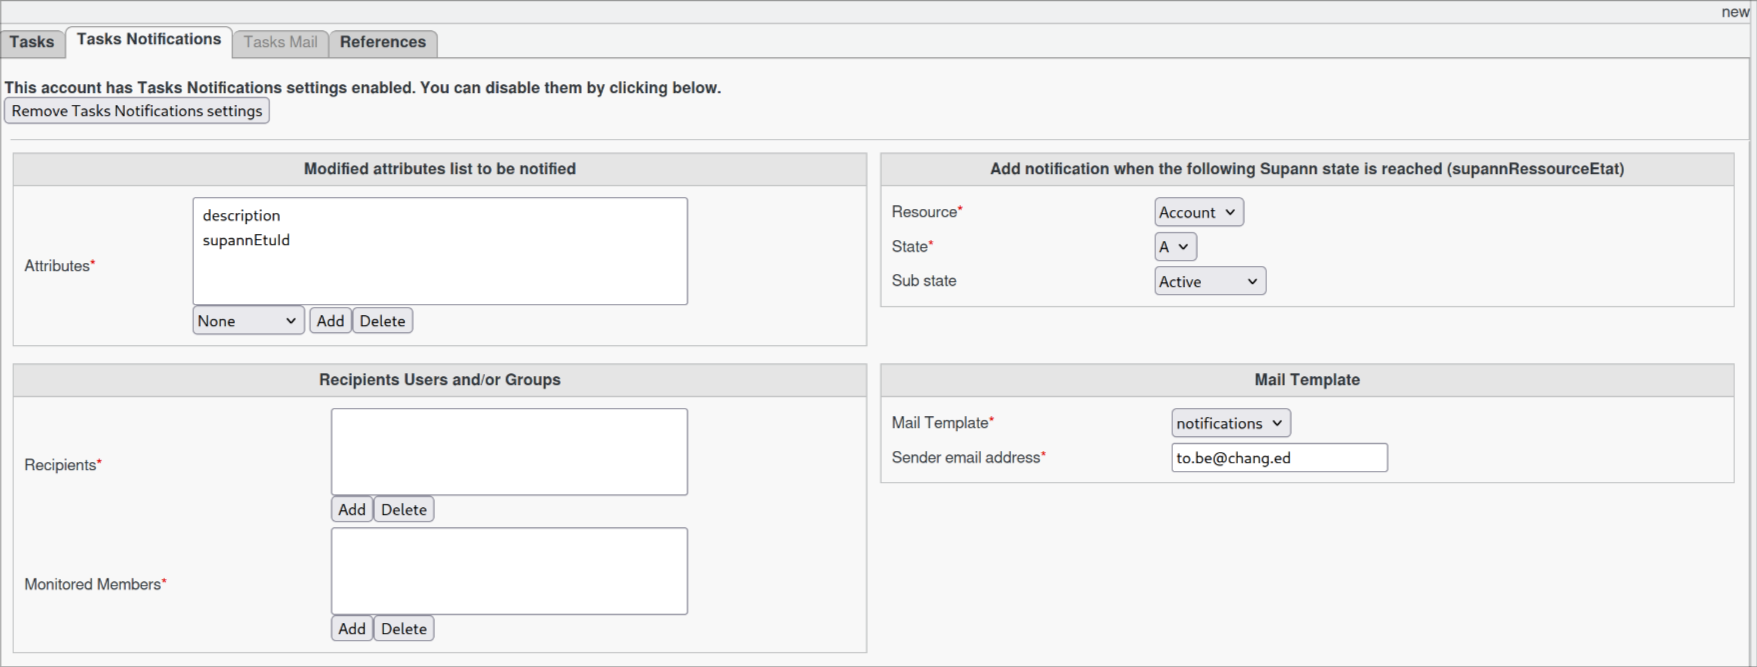 new
Tasks Tasks Notifications Tasks Mail References
This account has Tasks Notifications settings enabled. You can disable them by clicking below.
Remove Tasks Notifications settings
Modified attributes list to be notified
description
supannEtuId
Attributes*
None Add Delete
Add notification when the following Supann state is reached (supannRessourceEtat)
Resource* Account
State* A
Sub state Active
Recipients Users and/or Groups
Recipients*
Add Delete
Monitored Members*
Add Delete
Mail Template
Mail Template* notifications
Sender email address* to.be@chang.ed